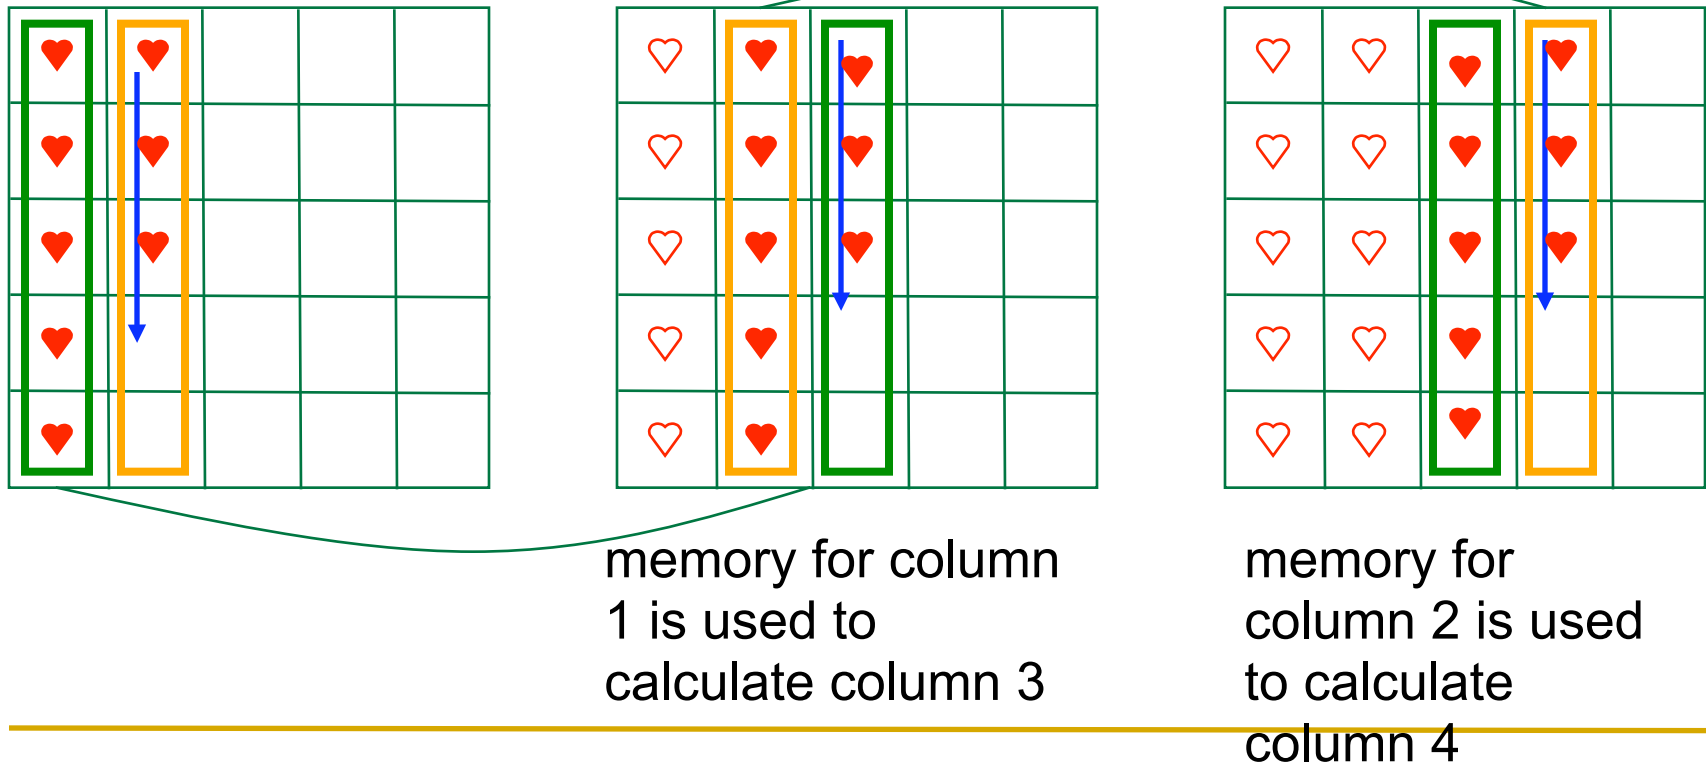 memory for column
1 is used to
calculate column 3
memory for
column 2 is used
to calculate
column 4